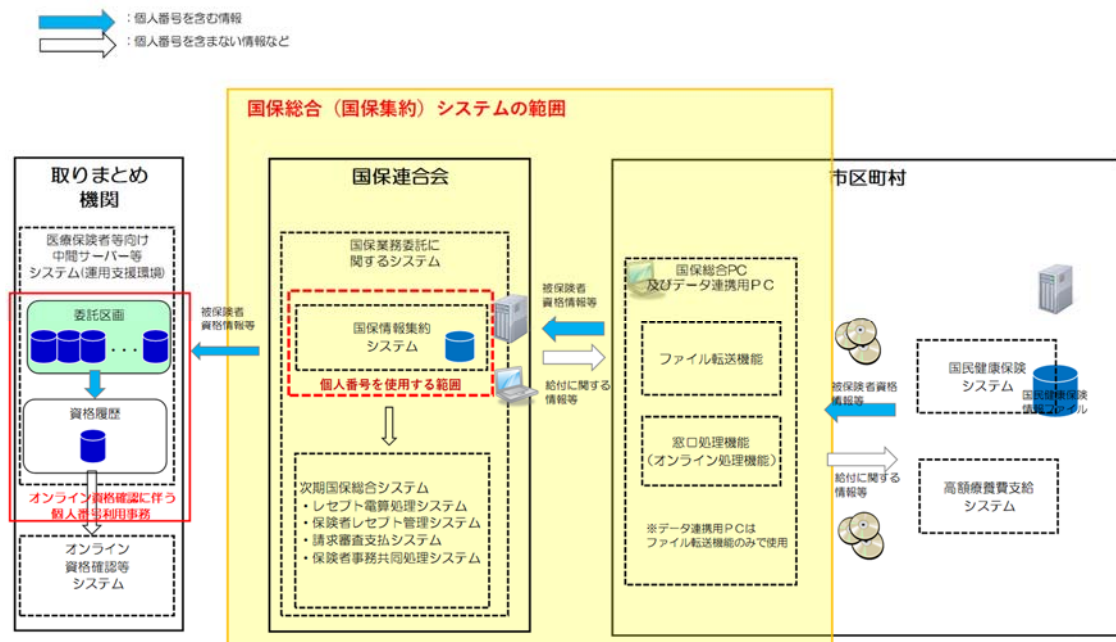 ：個人番号を含む情報
：個人番号を含まない情報など
国保総合（国保集約）システムの範囲
取りまとめ
機関
医療保険者等向け
中間サーバー等
システム(運用支援環境)
委託区画
・・・
資格履歴
オンライン資格確認に伴う
個人番号利用事務
オンライン
資格確認等
システム
被保険者
資格情報等
国保連合会
国保業務委託に
関するシステム
国保情報集約
システム
個人番号を使用する範囲
次期国保総合システム
・レセプト電算処理システム
・保険者レセプト管理システム
・請求審査支払システム
・保険者事務共同処理システム
被保険者
資格情報等
給付に関する
情報等
市区町村
国保総合PC
及びデータ連携用ＰＣ
ファイル転送機能
窓口処理機能
（オンライン処理機能）
※データ連携用ＰＣは
ファイル転送機能のみで使用
被保険者資格
情報等
給付に関する
情報等
国民健康保険
システム
国民健康保険
情報ファイル
高額療養費支給
システム